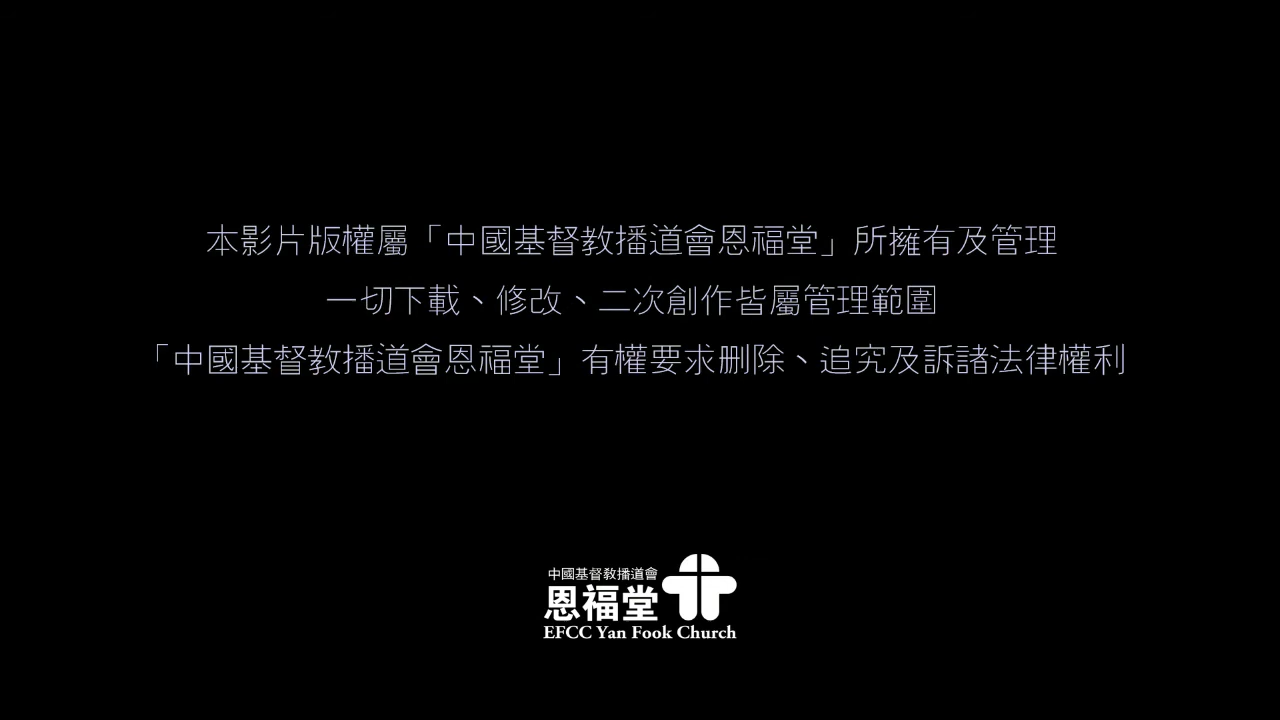 本影片版權屬「中國基督教播道會恩福堂」所擁有及管理
一切下載、修改、二次創作皆屬管理範圍
「中國基督教播道會恩福堂」有權要求刪除、追究及訴諸法律權利
中國基督教播道會
恩福堂
EFCC Yan Fook Church